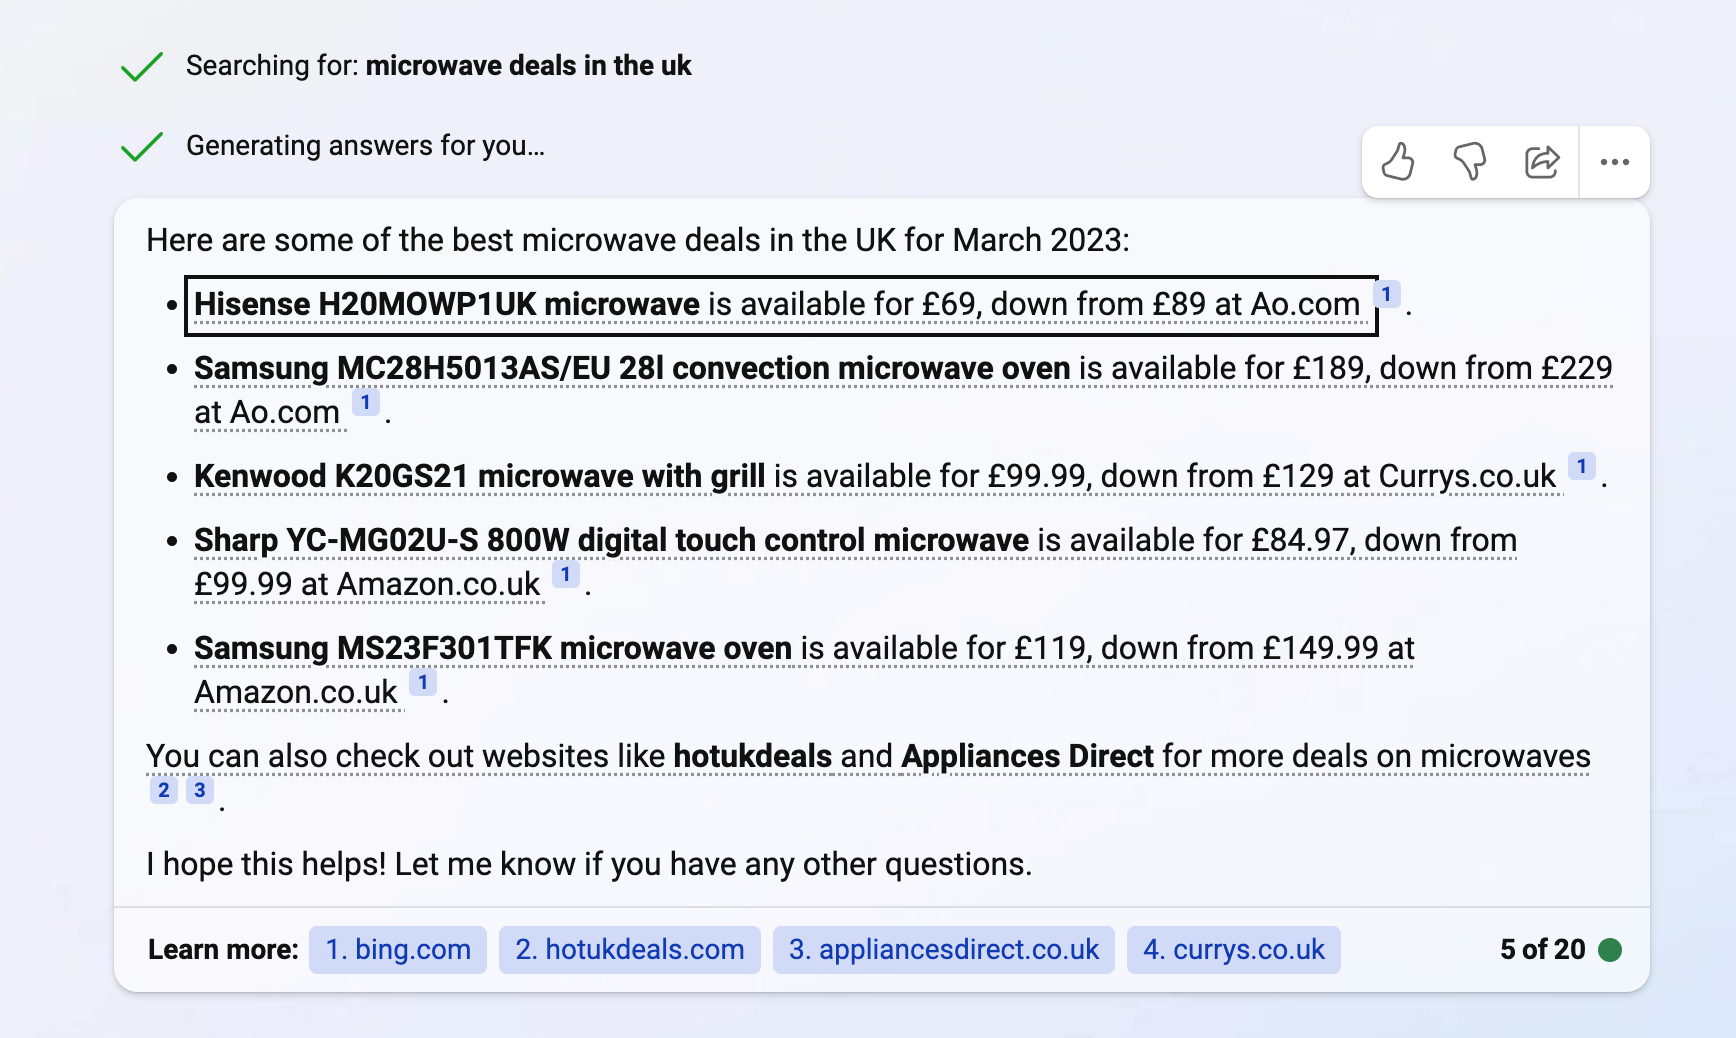 Searching for: microwave deals in the uk
Generating answers for you...
Here are some of the best microwave deals in the UK for March 2023:
• Hisense H20MOWP1UK microwave is available for £69, down from £89 at Ao.com 1 .
• Samsung MC28H5013AS/EU 28l convection microwave oven is available for £189, down from £229
at Ao.com 1 .
• Kenwood K20GS21 microwave with grill is available for £99.99, down from £129 at Currys.co.uk 1 .
• Sharp YC-MG02U-S 800W digital touch control microwave is available for £84.97, down from
£99.99 at Amazon.co.uk 1 .
• Samsung MS23F301TFK microwave oven is available for £119, down from £149.99 at
Amazon.co.uk 1 .
You can also check out websites like hotukdeals and Appliances Direct for more deals on microwaves
2 3 .
I hope this helps! Let me know if you have any other questions.
Learn more: 1. bing.com 2. hotukdeals.com 3. appliancesdirect.co.uk 4. currys.co.uk 5 of 20